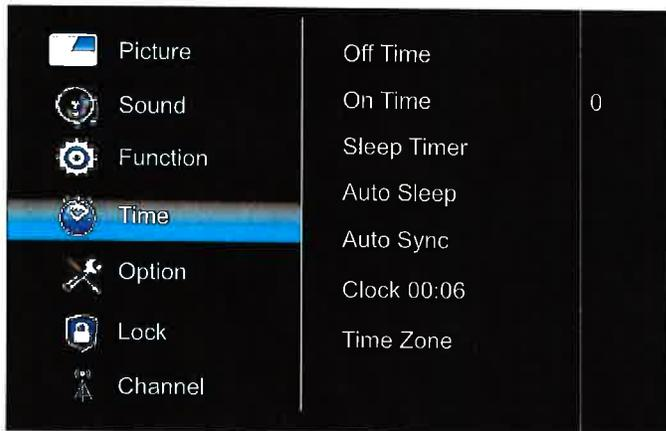 Picture
Sound
Function
Time
Option
Lock
Channel
Off Time
On Time 0
Sleep Timer
Auto Sleep
Auto Sync
Clock 00:06
Time Zone